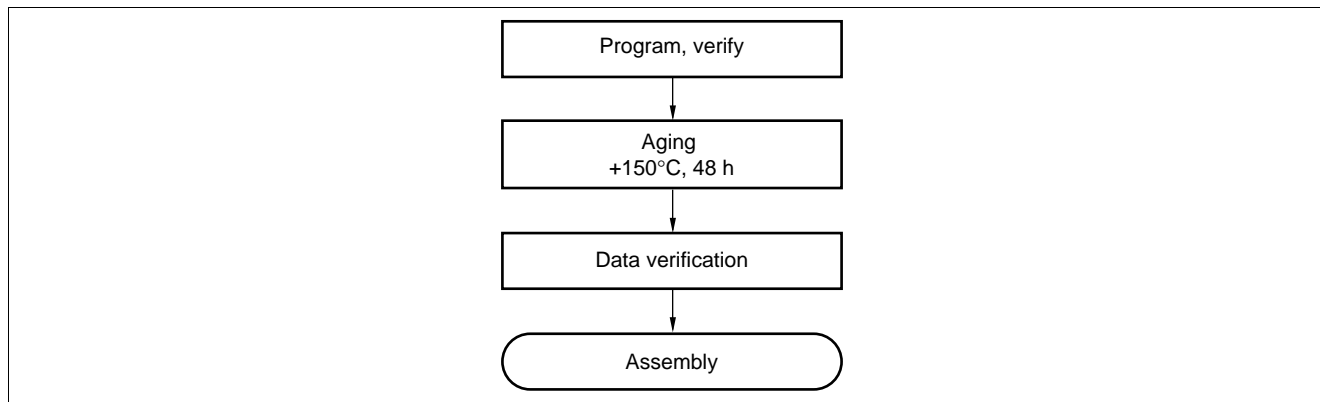 Program, verify
Aging
+150°C, 48 h
Data verification
Assembly